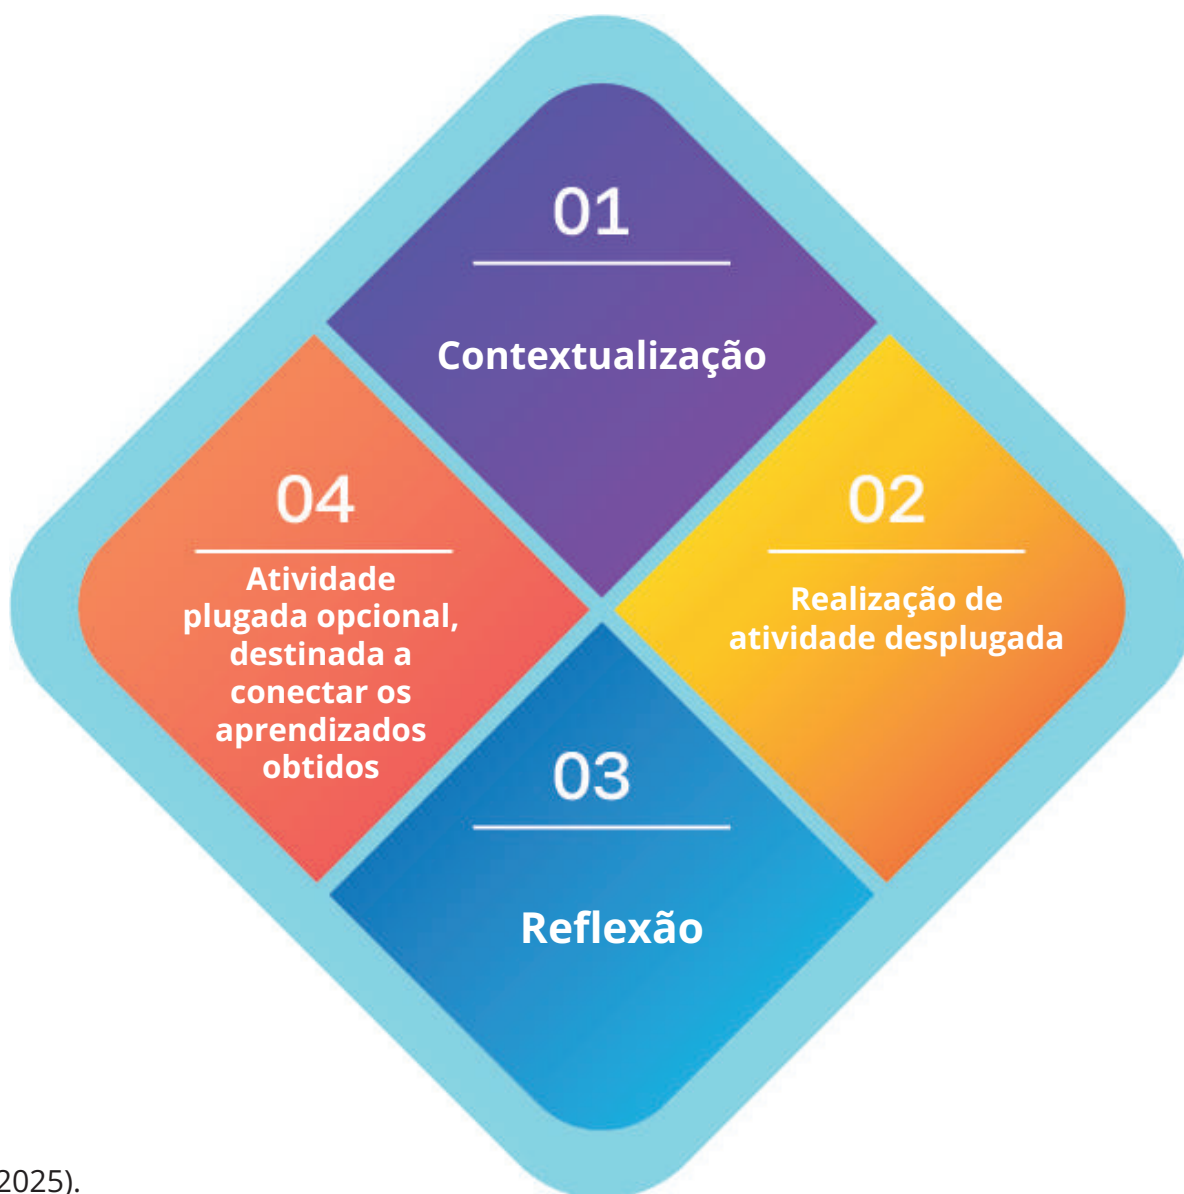 01
Contextualização
02
Realização de
atividade desplugada
03
Reflexão
04
Atividade
plugada opcional,
destinada a
conectar os
aprendizados
obtidos
2025).